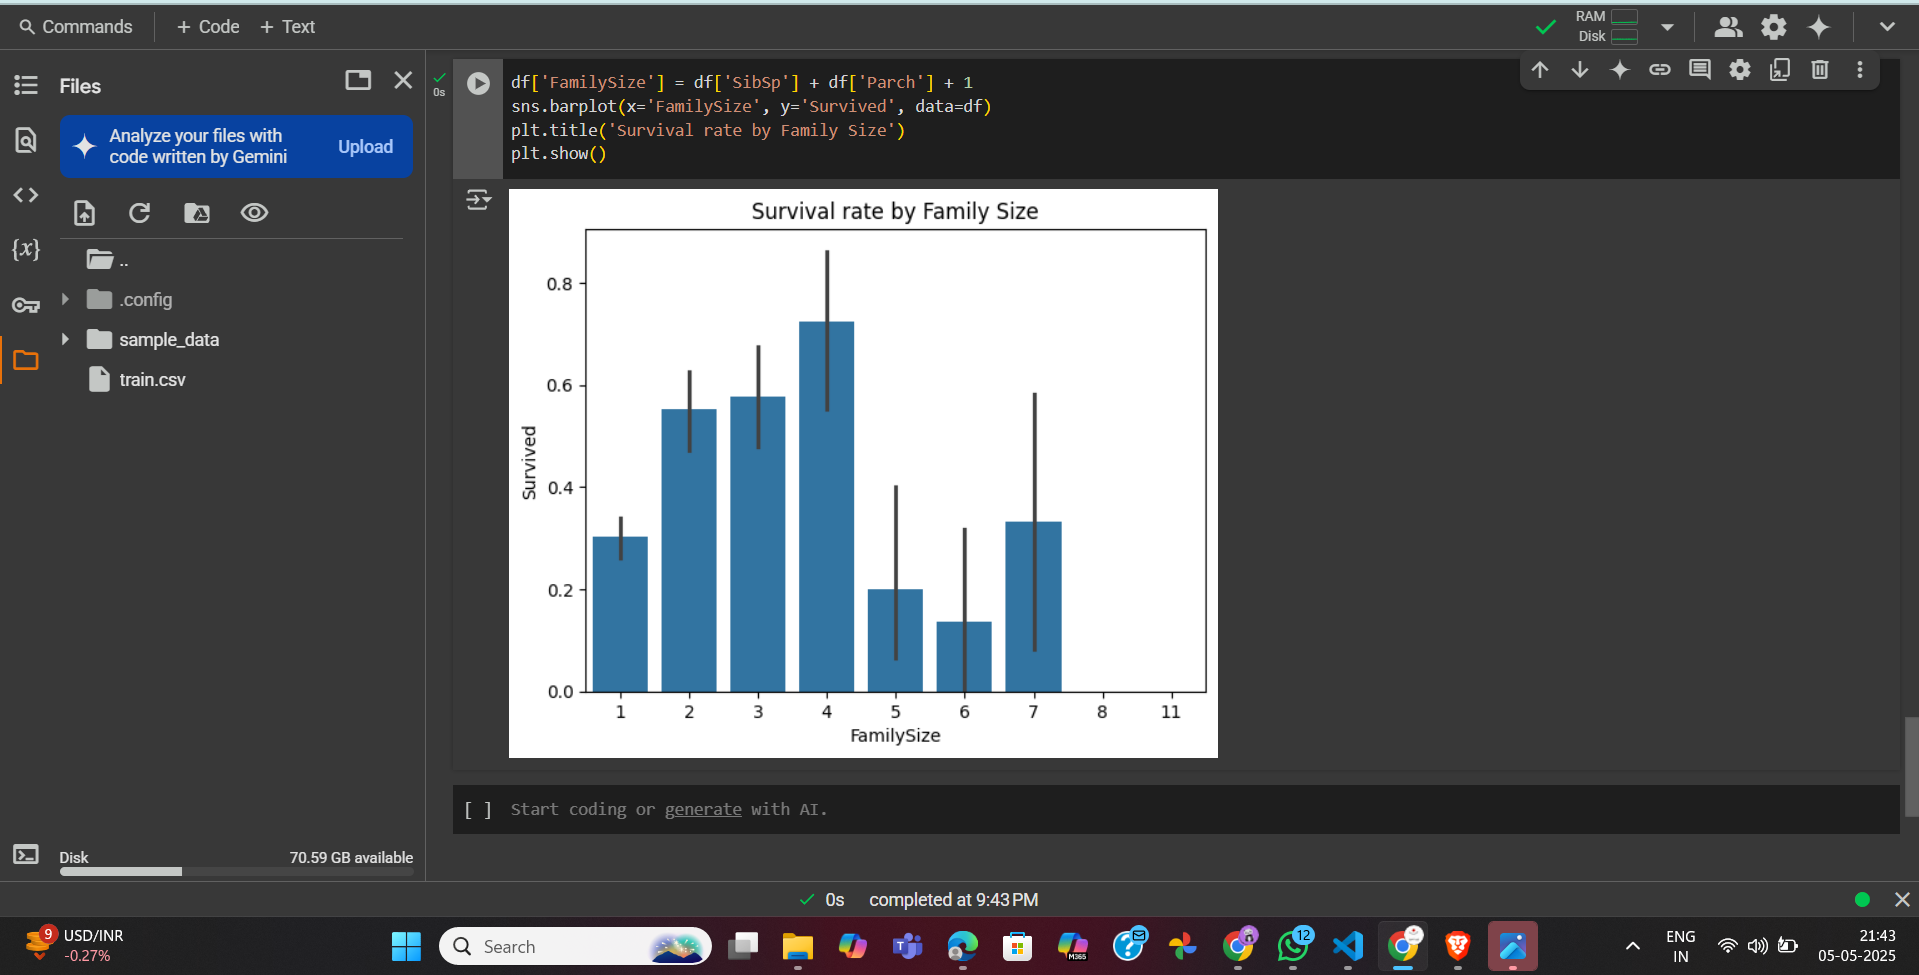 Commands
+ Code
+ Text
RAM
Disk
Files
Analyze your files with
code written by Gemini
Upload
..
.config
sample_data
train.csv
Disk
70.59 GB available
{x}
0s
df['FamilySize'] = df['SibSp'] + df['Parch'] + 1
sns.barplot(x='FamilySize', y='Survived', data=df)
plt.title('Survival rate by Family Size')
plt.show()
Survival rate by Family Size
Survived
0.8
0.6
0.4
0.2
0.0
1 2 3 4 5 6 7 8 11
FamilySize
[ ] Start coding or generate with AI.
0s completed at 9:43 PM
9
USD/INR
-0.27%
Search
M365
12
ENG
IN
21:43
05-05-2025